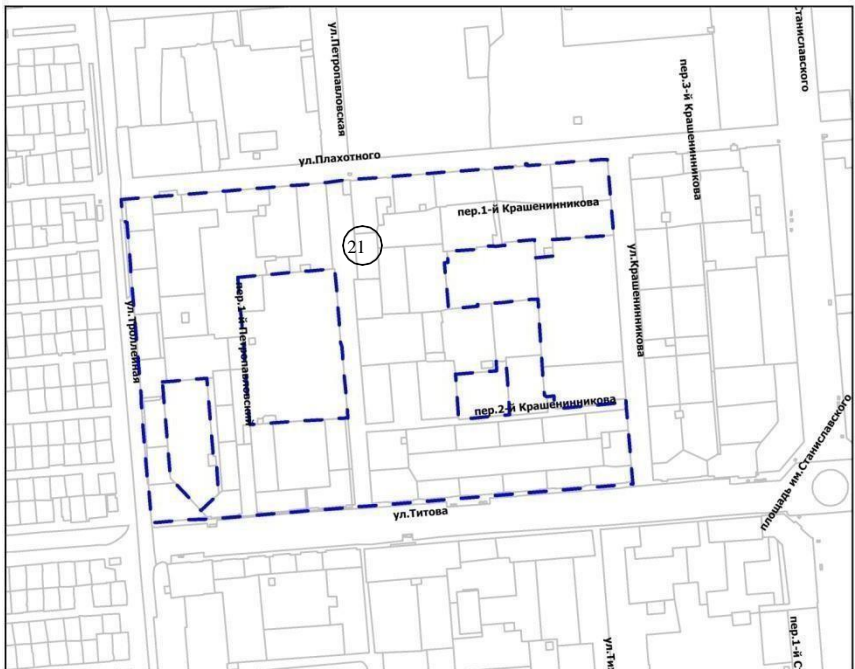 ул.Петропавловская
пер.3-й Крашенинникова
ул.Плахотного
пер.1-й Крашенинникова
21
ул.Троллейная
пер.1-й Петропавловский
ул.Крашенинникова
пер.2-й Крашенинникова
ул.Титова
площадь им.Станиславского